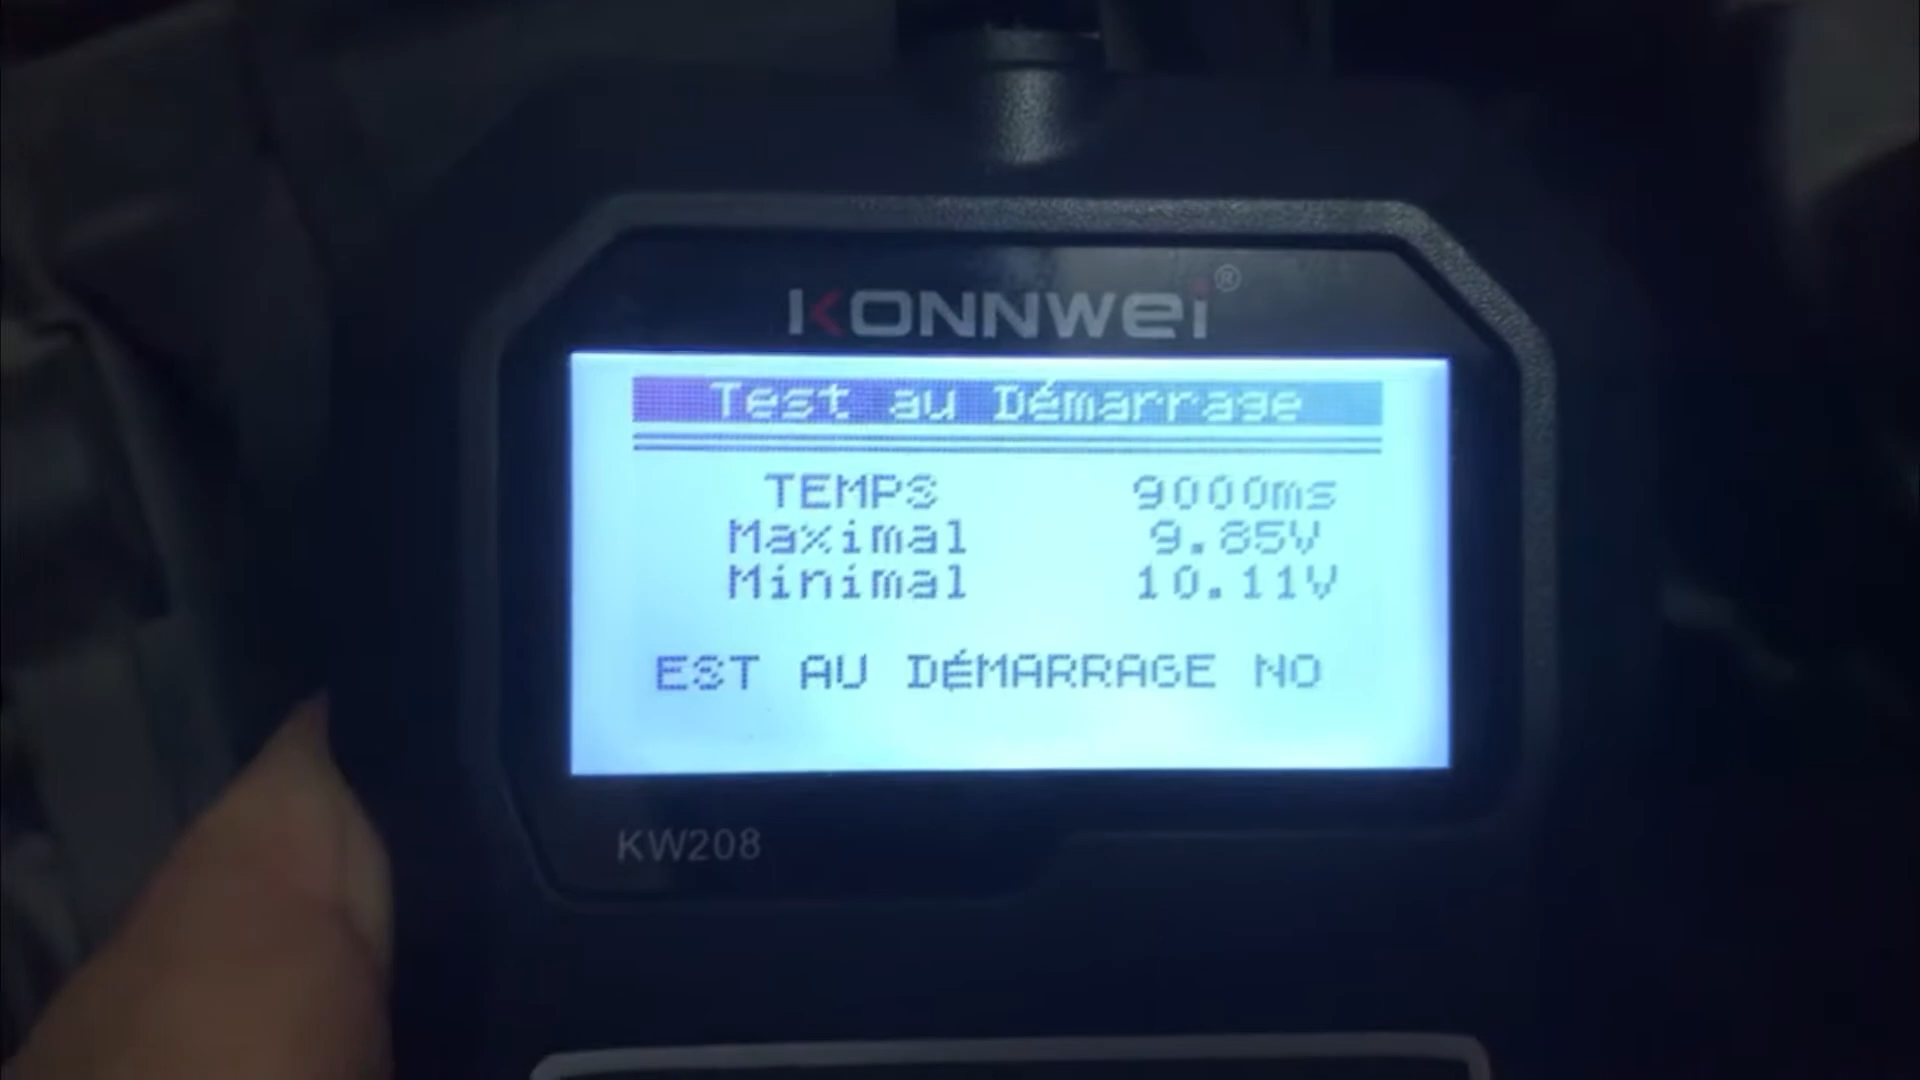 KONNWEI®
Test au Démarrage
TEMPS 9000ms
Maximal 9.85V
Minimal 10.11V
EST AU DÉMARRAGE NO
KW208